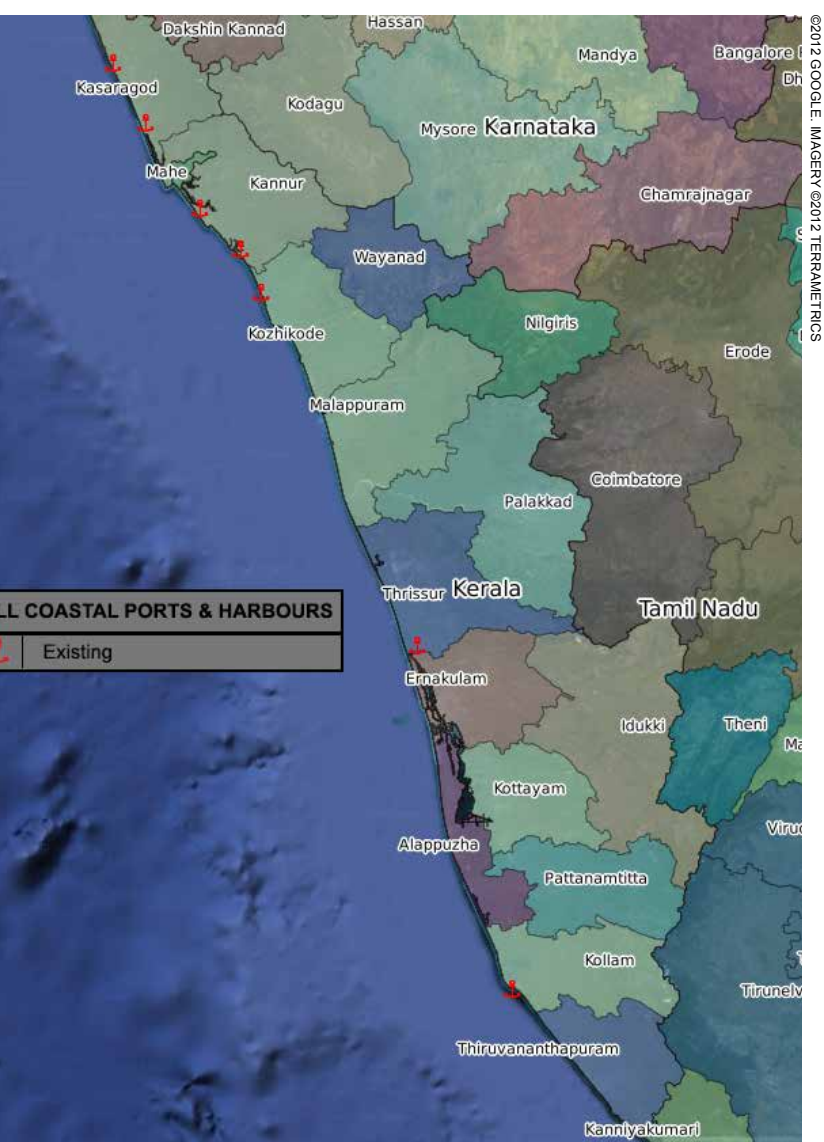 Dakshin Kannad
Hassan
Mandya
Bangalore
Kasaragod
Kodagu
Mysore
Karnataka
Mahe
Kannur
Chamrajnagar
Wayanad
Nilgiris
Kozhikode
Erode
Malappuram
Coimbatore
Palakkad
Thrissur
Kerala
Tamil Nadu
LL COASTAL PORTS & HARBOURS
Existing
Ernakulam
Idukki
Theni
Kottayam
Alappuzha
Pattanamtitta
Kollam
Tirunelv
Thiruvananthapuram
Kanniyakumari
©2012 GOOGLE. IMAGERY ©2012 TERRAMETRICS